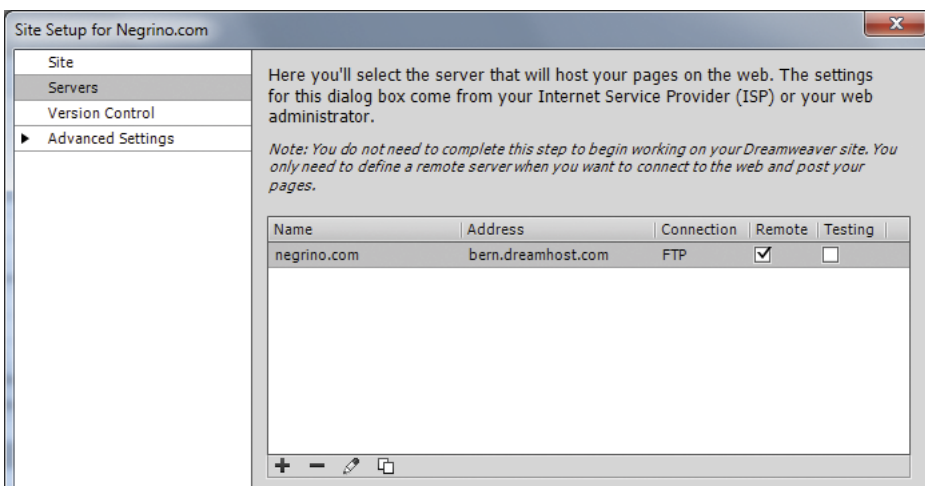 Site Setup for Negrino.com
Site
Servers
Version Control
Advanced Settings
Here you'll select the server that will host your pages on the web. The settings
for this dialog box come from your Internet Service Provider (ISP) or your web
administrator.
Note: You do not need to complete this step to begin working on your Dreamweaver site. You
only need to define a remote server when you want to connect to the web and post your
pages.
Name Address Connection Remote Testing
negrino.com bern.dreamhost.com FTP